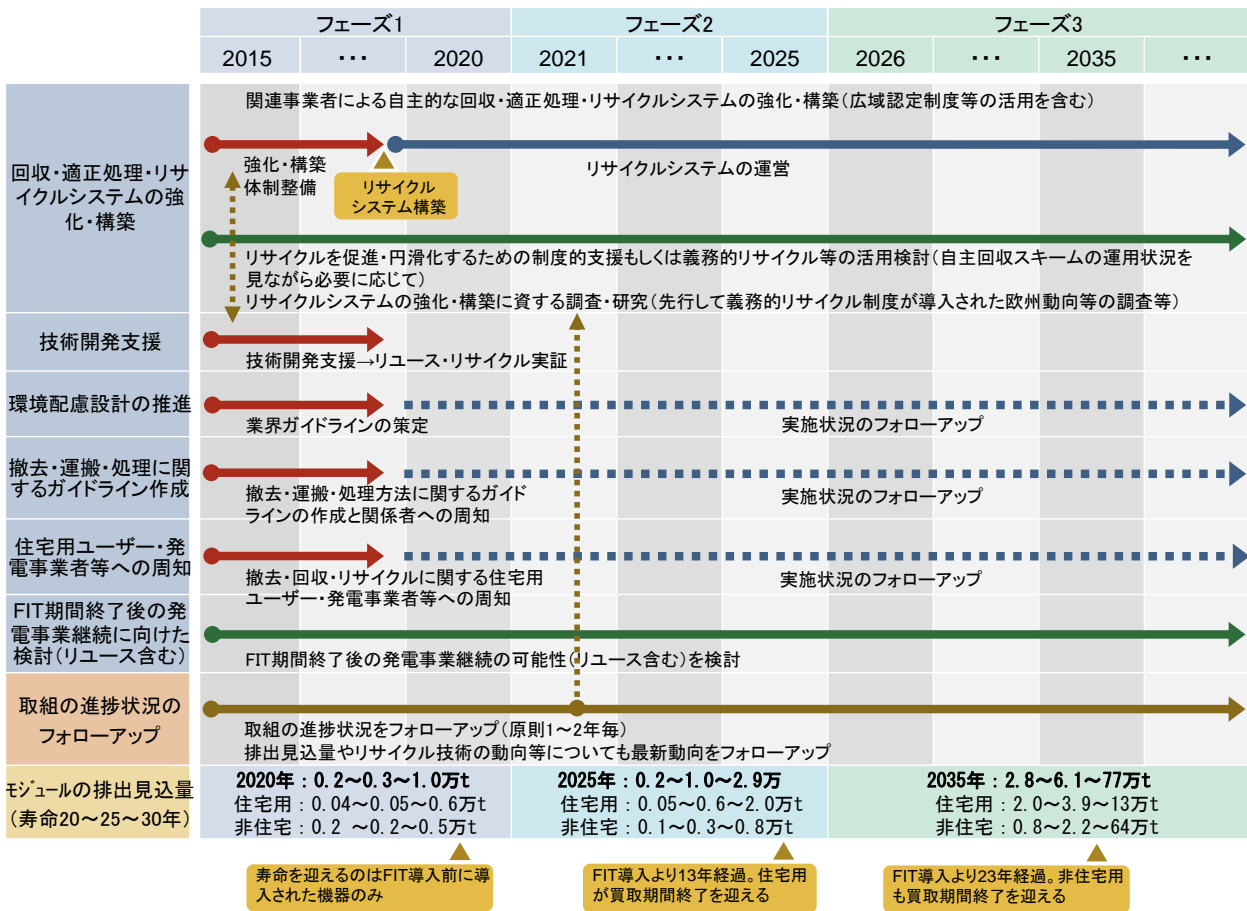 フェーズ1
フェーズ2
フェーズ3
2015
･･･
2020
2021
･･･
2025
2026
･･･
2035
･･･
回収・適正処理・リサイクルシステムの強化・構築
関連事業者による自主的な回収・適正処理・リサイクルシステムの強化・構築(広域認定制度等の活用を含む)
強化・構築
体制整備
リサイクル
システム構築
リサイクルシステムの運営
リサイクルを促進・円滑化するための制度的支援もしくは義務的リサイクル等の活用検討(自主回収スキームの運用状況を
見ながら必要に応じて)
リサイクルシステムの強化・構築に資する調査・研究(先行して義務的リサイクル制度が導入された欧州動向等の調査等)
技術開発支援
技術開発支援→リユース・リサイクル実証
環境配慮設計の推進
業界ガイドラインの策定
実施状況のフォローアップ
撤去・運搬・処理に関
するガイドライン作成
撤去・運搬・処理方法に関するガイド
ラインの作成と関係者への周知
実施状況のフォローアップ
住宅用ユーザー・発
電事業者等への周知
撤去・回収・リサイクルに関する住宅用
ユーザー・発電事業者等への周知
実施状況のフォローアップ
FIT期間終了後の発
電事業継続に向けた
検討(リユース含む)
FIT期間終了後の発電事業継続の可能性(リユース含む)を検討
取組の進捗状況の
フォローアップ
取組の進捗状況をフォローアップ(原則1～2年毎)
排出見込量やリサイクル技術の動向等についても最新動向をフォローアップ
ﾓｼﾞｭｰﾙの排出見込量
(寿命20～25～30年)
2020年：0.2～0.3～1.0万t
住宅用：0.04～0.05～0.6万t
非住宅：0.2 ～0.2～0.5万t
2025年：0.2～1.0～2.9万
住宅用：0.05～0.6～2.0万t
非住宅：0.1～0.3～0.8万t
2035年：2.8～6.1～77万t
住宅用：2.0～3.9～13万t
非住宅：0.8～2.2～64万t
寿命を迎えるのはFIT導入前に導
入された機器のみ
FIT導入より13年経過。住宅用
が買取期間終了を迎える
FIT導入より23年経過。非住宅用
も買取期間終了を迎える